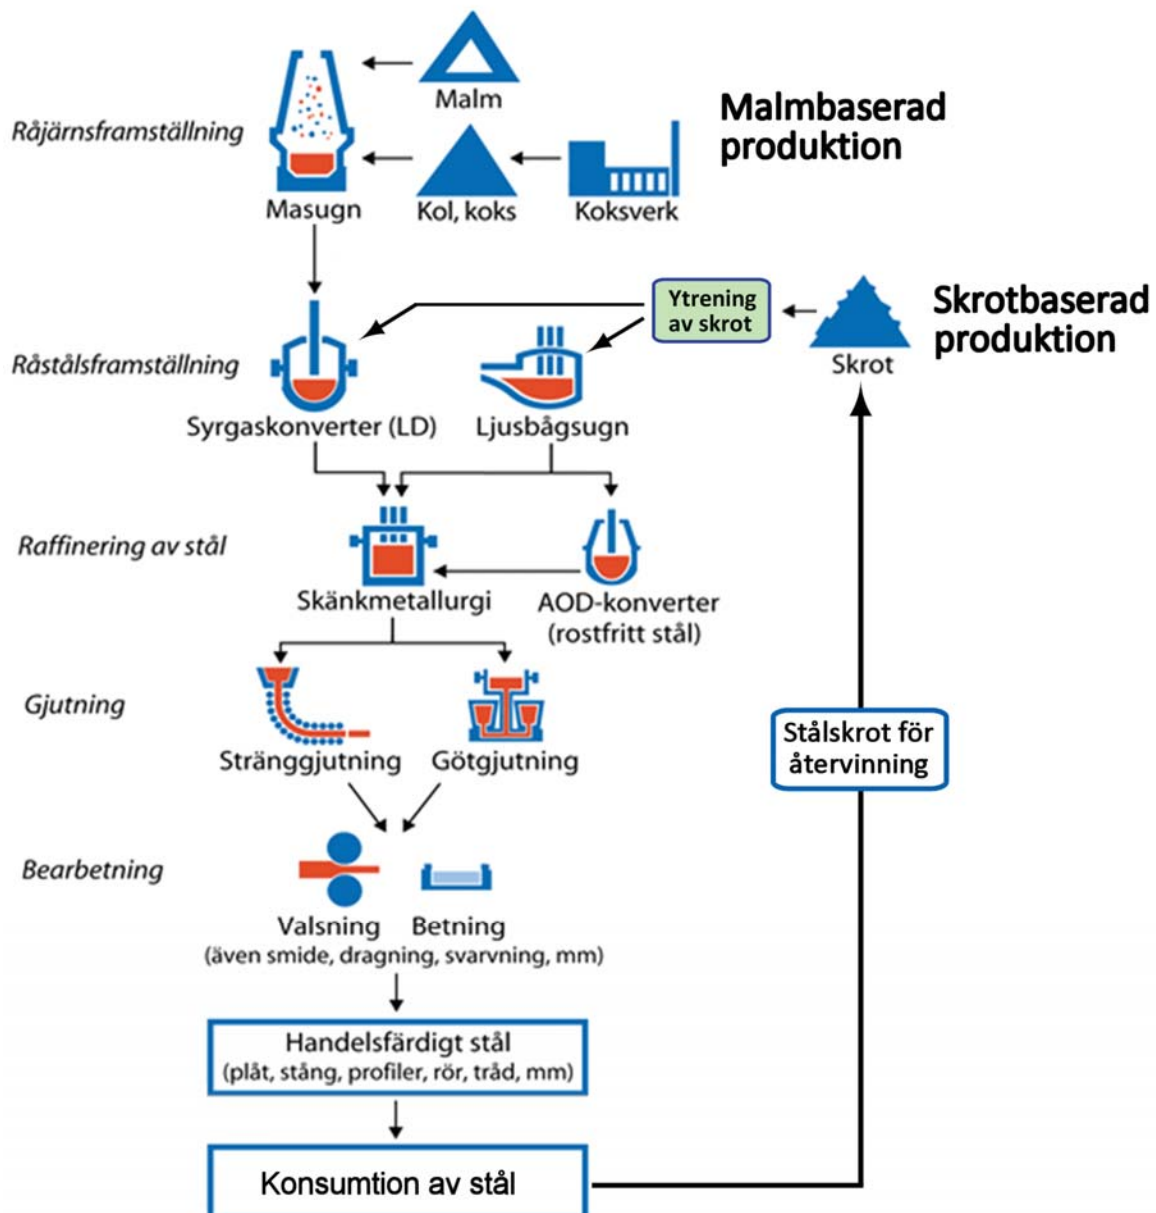 Malm
Malmbaserad
produktion
Råjärnsframställning
Masugn
Kol, koks
Koksverk
Ytrening
av skrot
Skrotbaserad
produktion
Skrot
Råstålsframställning
Syrgaskonverter (LD)
Ljusbågsugn
Raffinering av stål
Skänkmetallurgi
AOD-konverter
(rostfritt stål)
Gjutning
Stränggjutning
Götgjutning
Stålskrot för
återvinning
Bearbetning
Valsning
Betning
(även smide, dragning, svarvning, mm)
Handelsfärdigt stål
(plåt, stång, profiler, rör, tråd, mm)
Konsumtion av stål